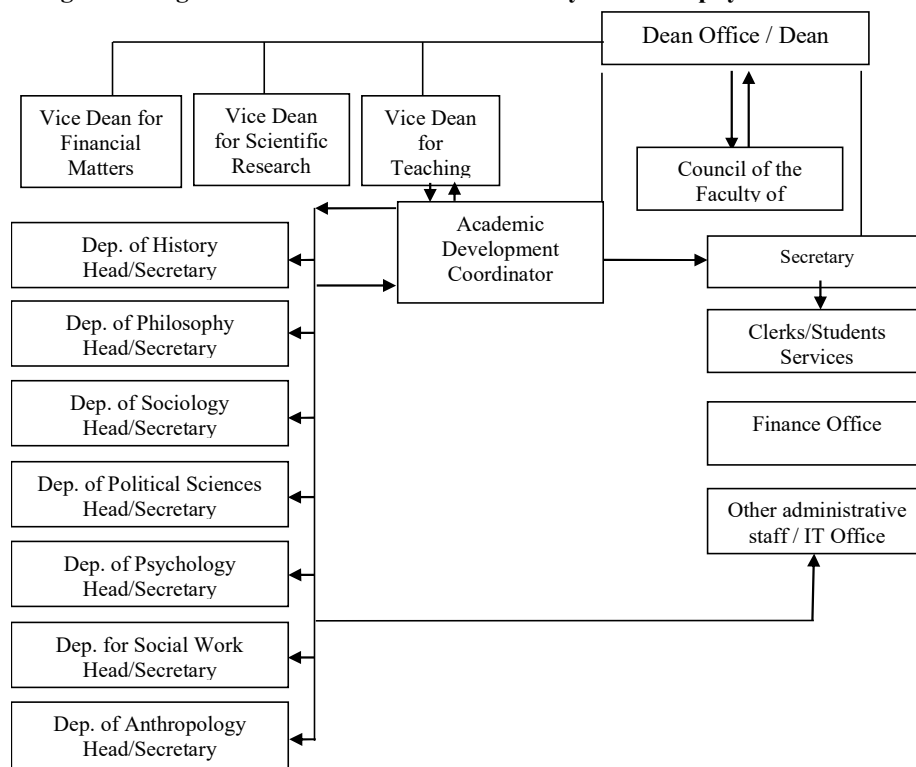 Dean Office / Dean
Vice Dean for
Financial
Matters
Vice Dean
for Scientific
Research
Vice Dean
for
Teaching
Council of the
Faculty of
Academic
Development
Coordinator
Secretary
Dep. of History
Head/Secretary
Dep. of Philosophy
Head/Secretary
Clerks/Students
Services
Dep. of Sociology
Head/Secretary
Finance Office
Dep. of Political Sciences
Head/Secretary
Other administrative
staff / IT Office
Dep. of Psychology
Head/Secretary
Dep. for Social Work
Head/Secretary
Dep. of Anthropology
Head/Secretary